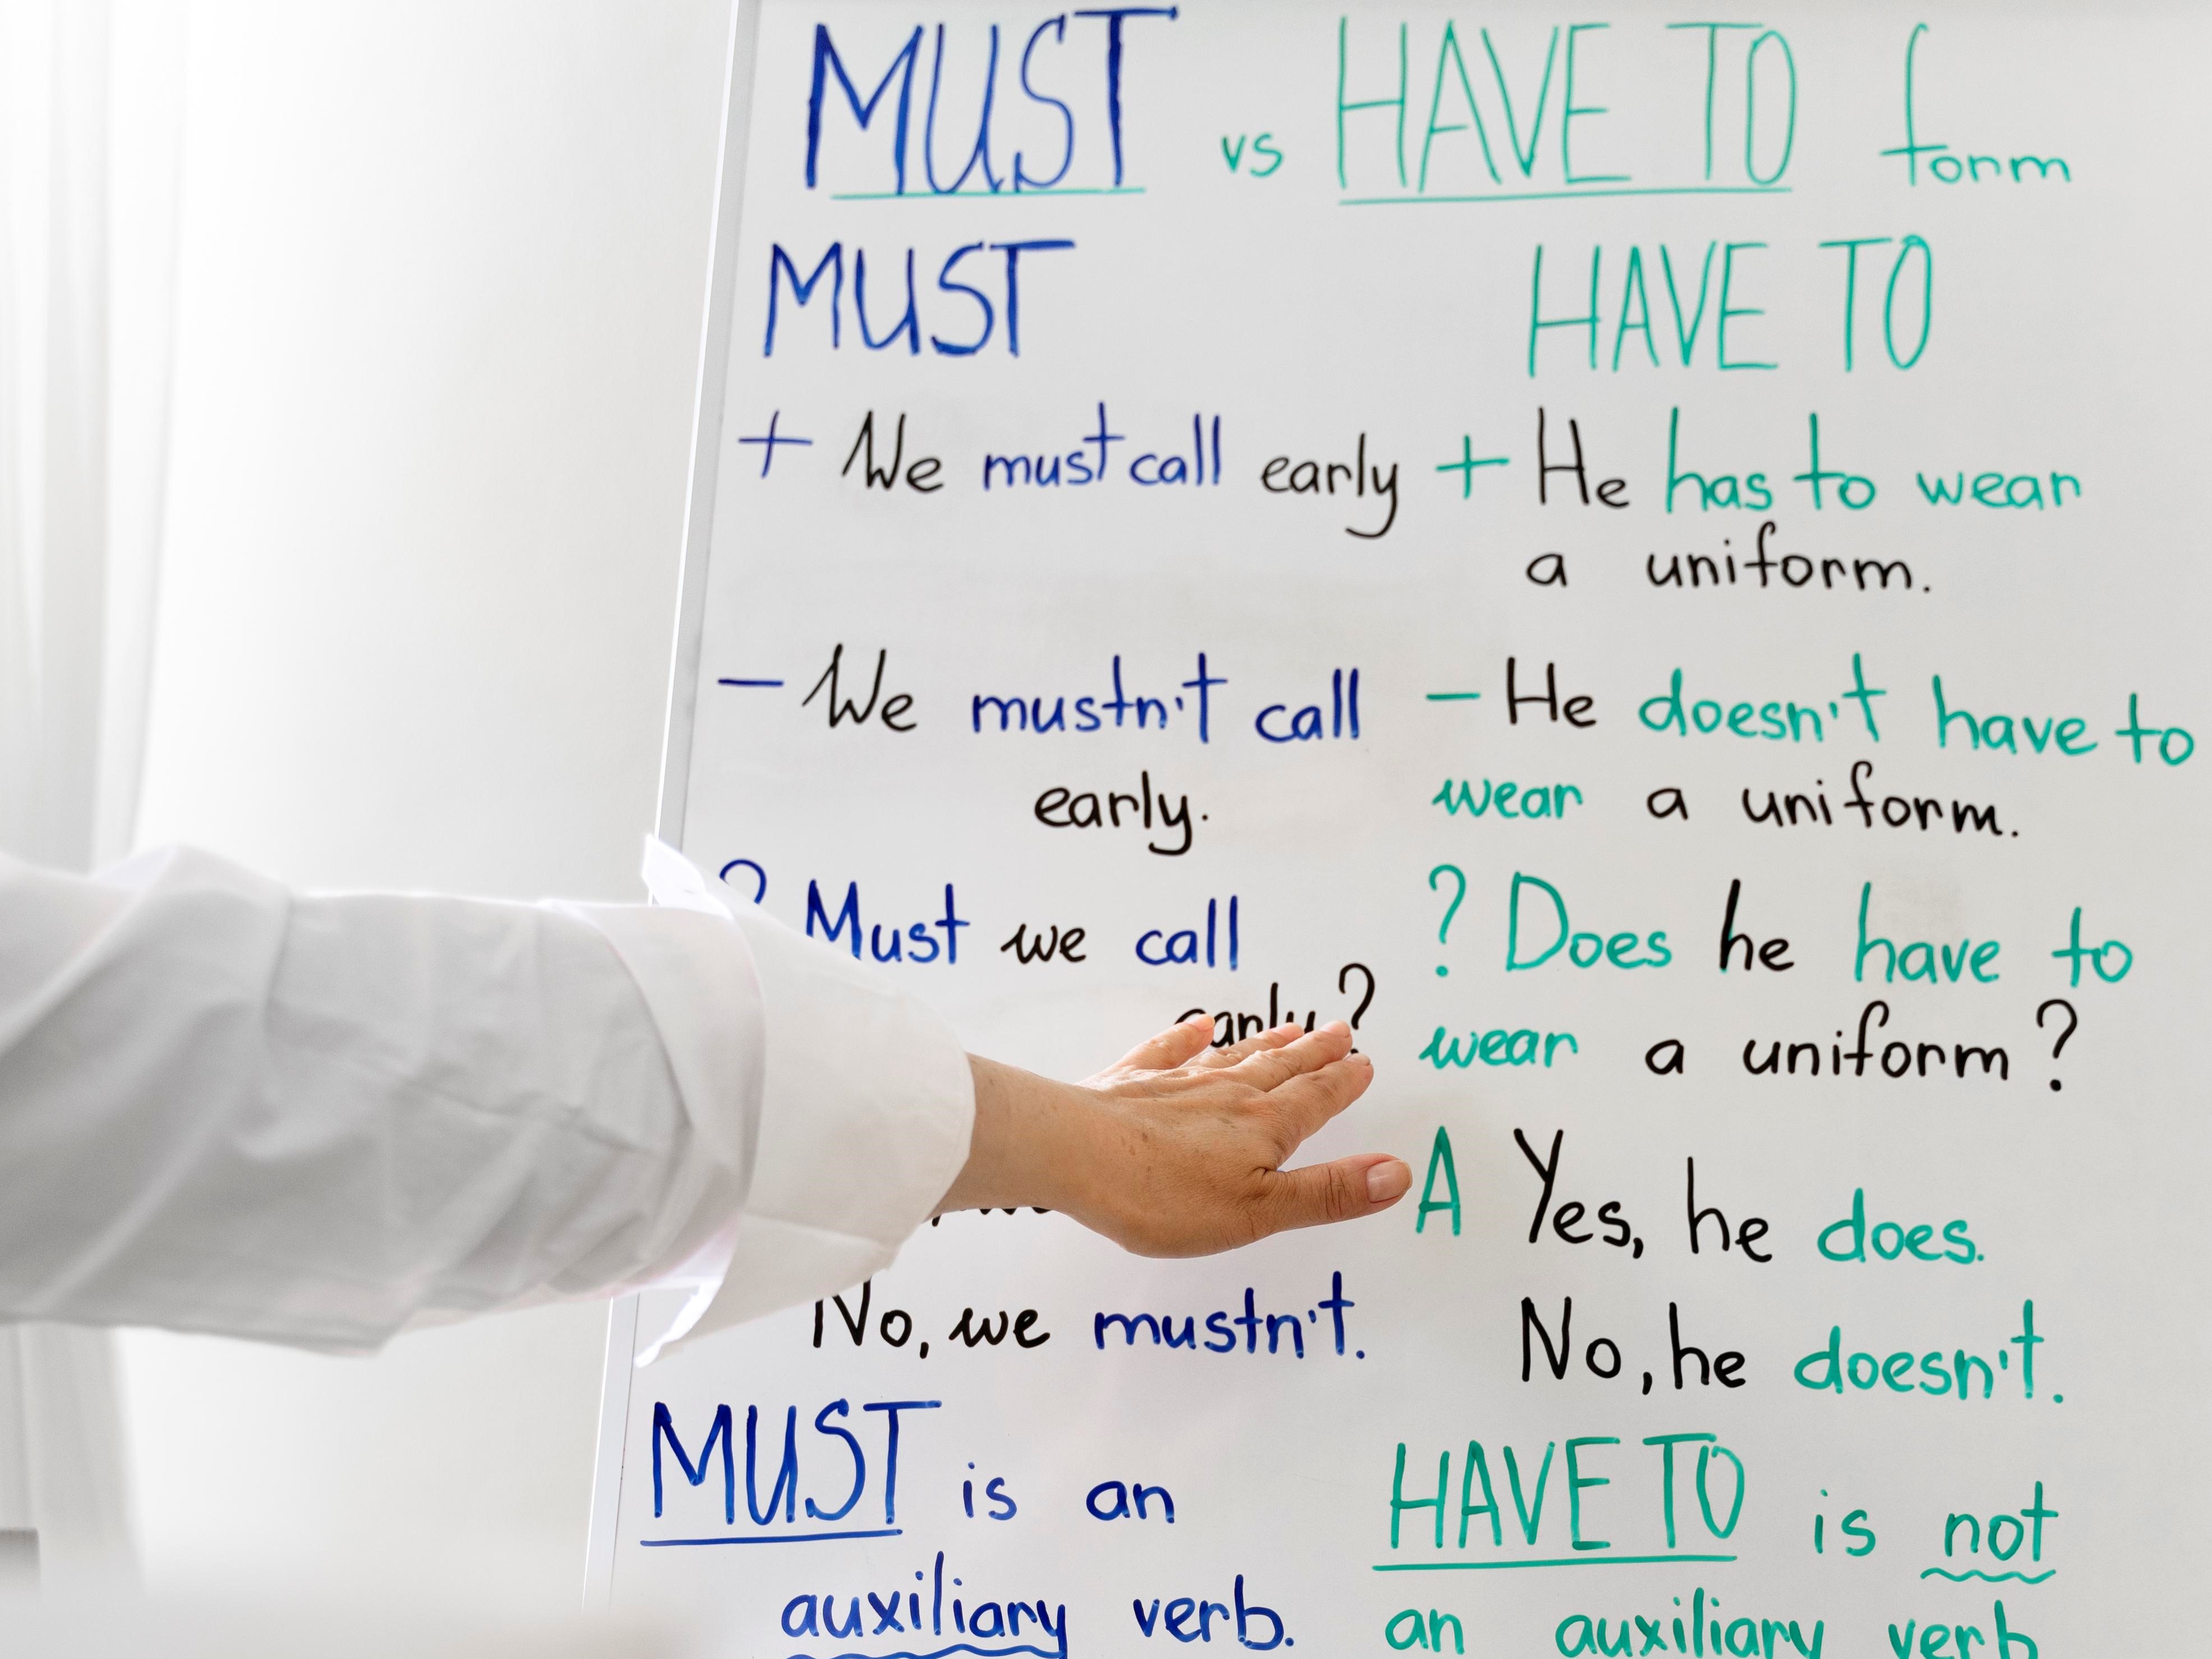 MUST vs HAVE TO form
MUST
HAVE TO
+ We must call early
+ He has to wear
a uniform.
- We mustn't call
early.
- He doesn't have to
wear a uniform.
? Must we call
early?
? Does he have to
wear a uniform?
A Yes, he does.
No, we mustn't.
No, he doesn't.
MUST is an
auxiliary verb.
HAVE TO is not
an auxiliary verb